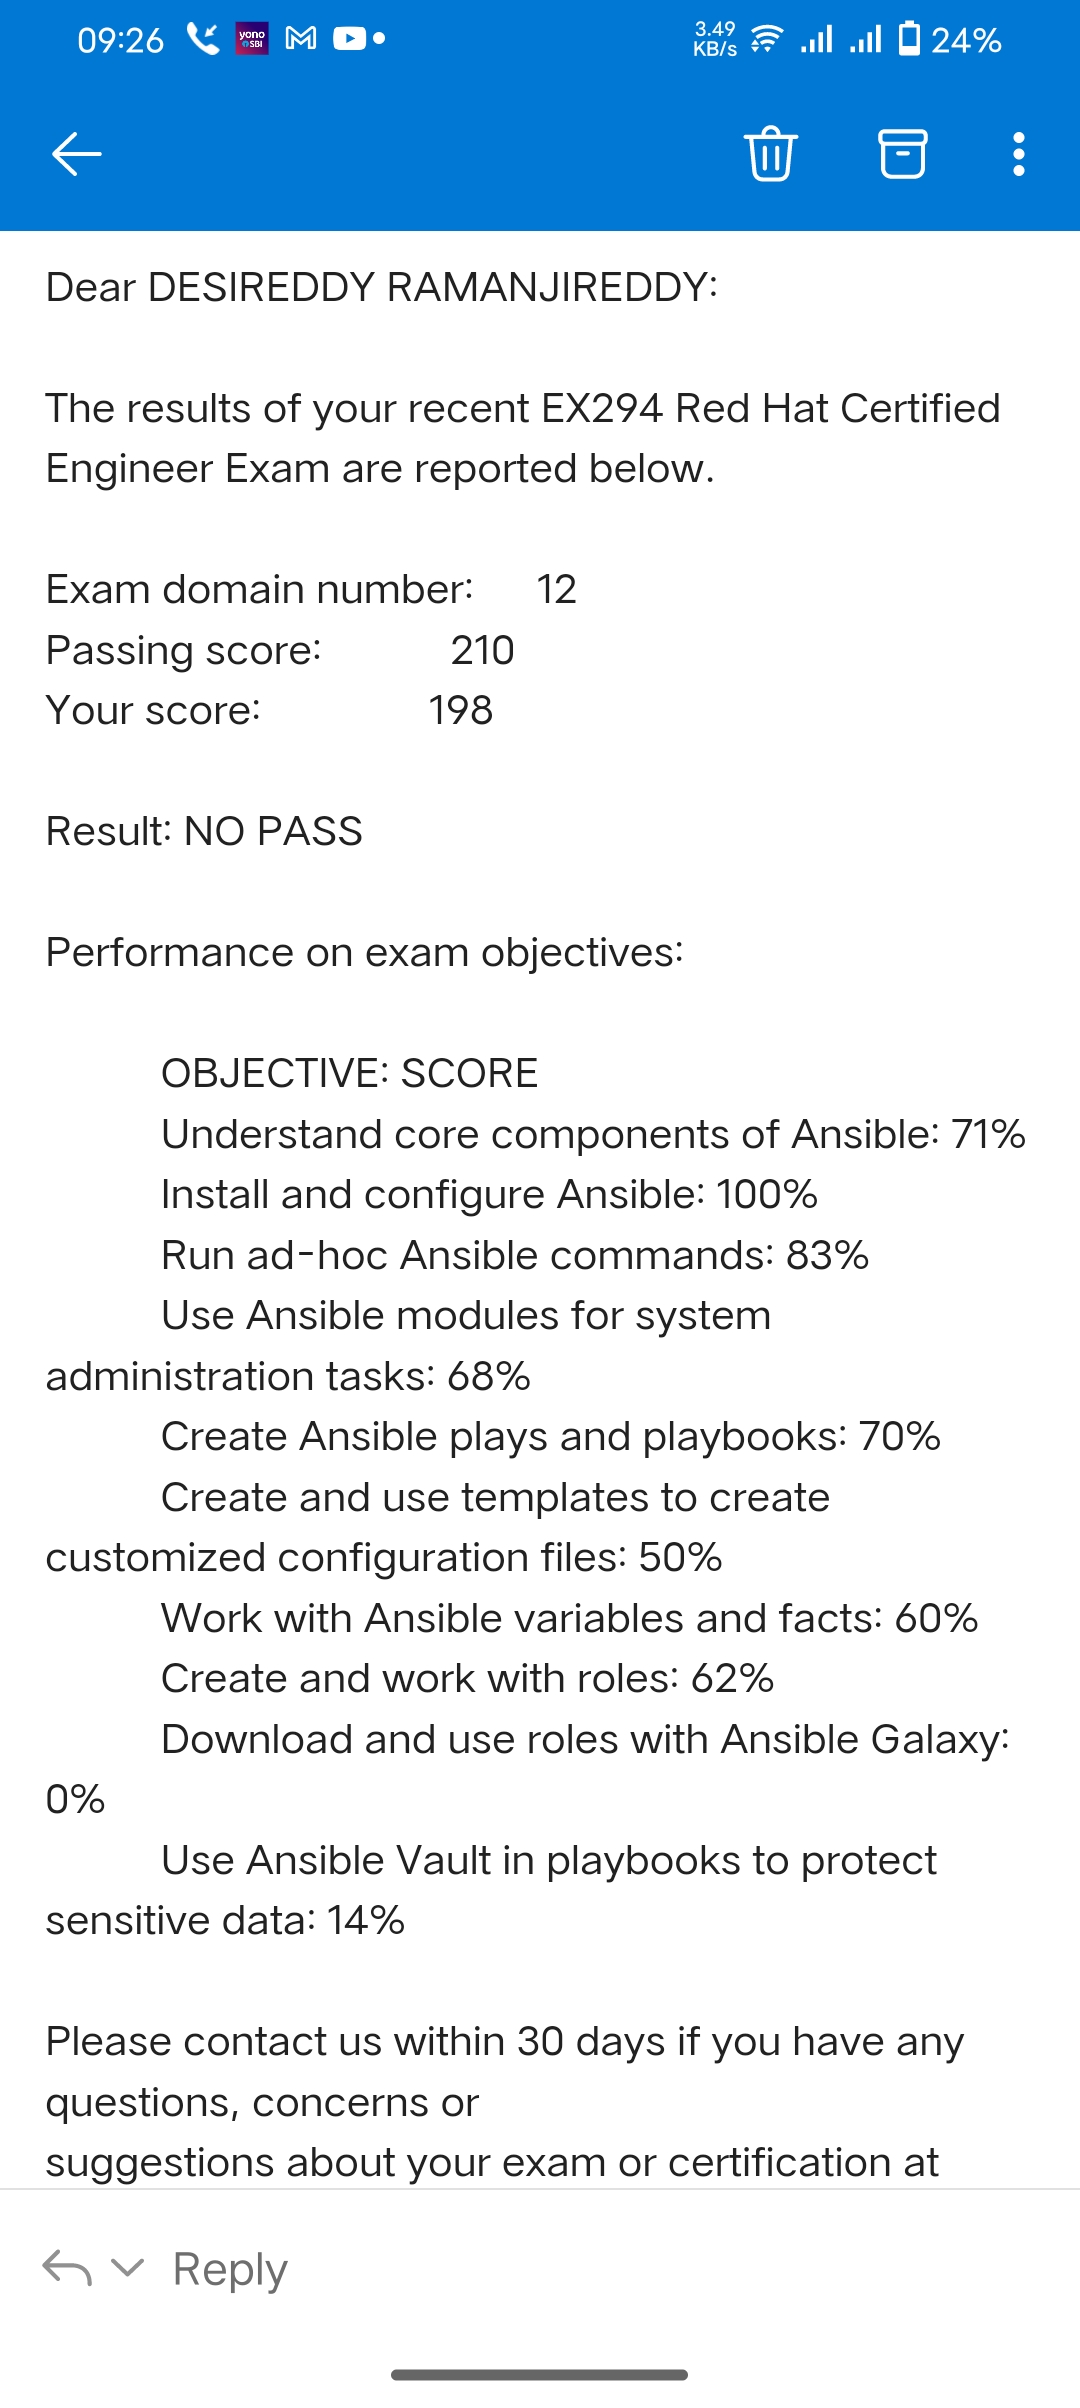 09:26 yono SBI 3.49 KB/s 24%
Dear DESIREDDY RAMANJIREDDY:
The results of your recent EX294 Red Hat Certified
Engineer Exam are reported below.
Exam domain number: 12
Passing score: 210
Your score: 198
Result: NO PASS
Performance on exam objectives:
OBJECTIVE: SCORE
Understand core components of Ansible: 71%
Install and configure Ansible: 100%
Run ad-hoc Ansible commands: 83%
Use Ansible modules for system
administration tasks: 68%
Create Ansible plays and playbooks: 70%
Create and use templates to create
customized configuration files: 50%
Work with Ansible variables and facts: 60%
Create and work with roles: 62%
Download and use roles with Ansible Galaxy:
0%
Use Ansible Vault in playbooks to protect
sensitive data: 14%
Please contact us within 30 days if you have any
questions, concerns or
suggestions about your exam or certification at
Reply